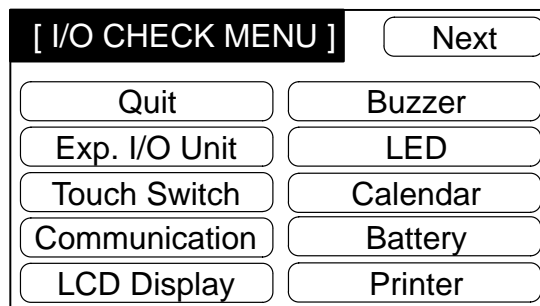 [ I/O CHECK MENU ] Next
Quit Buzzer
Exp. I/O Unit LED
Touch Switch Calendar
Communication Battery
LCD Display Printer